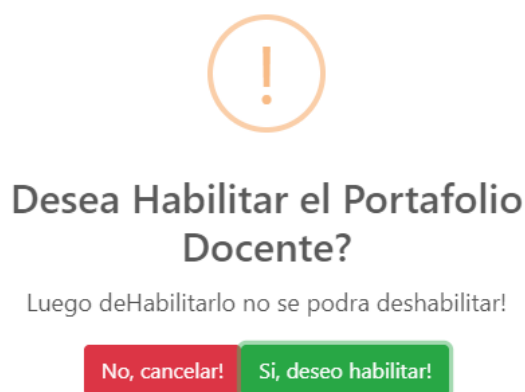 Desea Habilitar el Portafolio
Docente?
Luego deHabilitarlo no se podra deshabilitar!
No, cancelar!
Si, deseo habilitar!